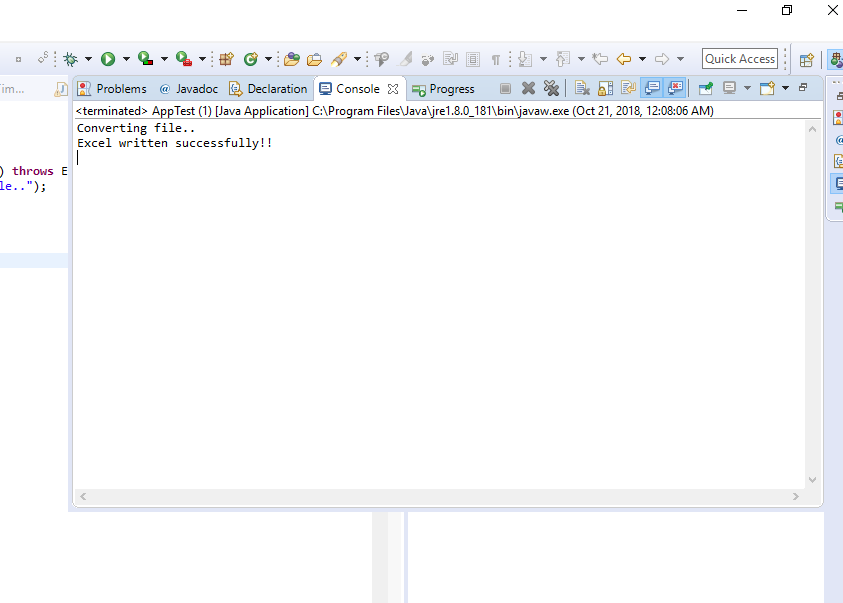 Quick Access
im...
Problems @ Javadoc Declaration Console Progress
<terminated> AppTest (1) [Java Application] C:\Program Files\Java\jre1.8.0_181\bin\javaw.exe (Oct 21, 2018, 12:08:06 AM)
Converting file..
Excel written successfully!!
) throws E
le..");